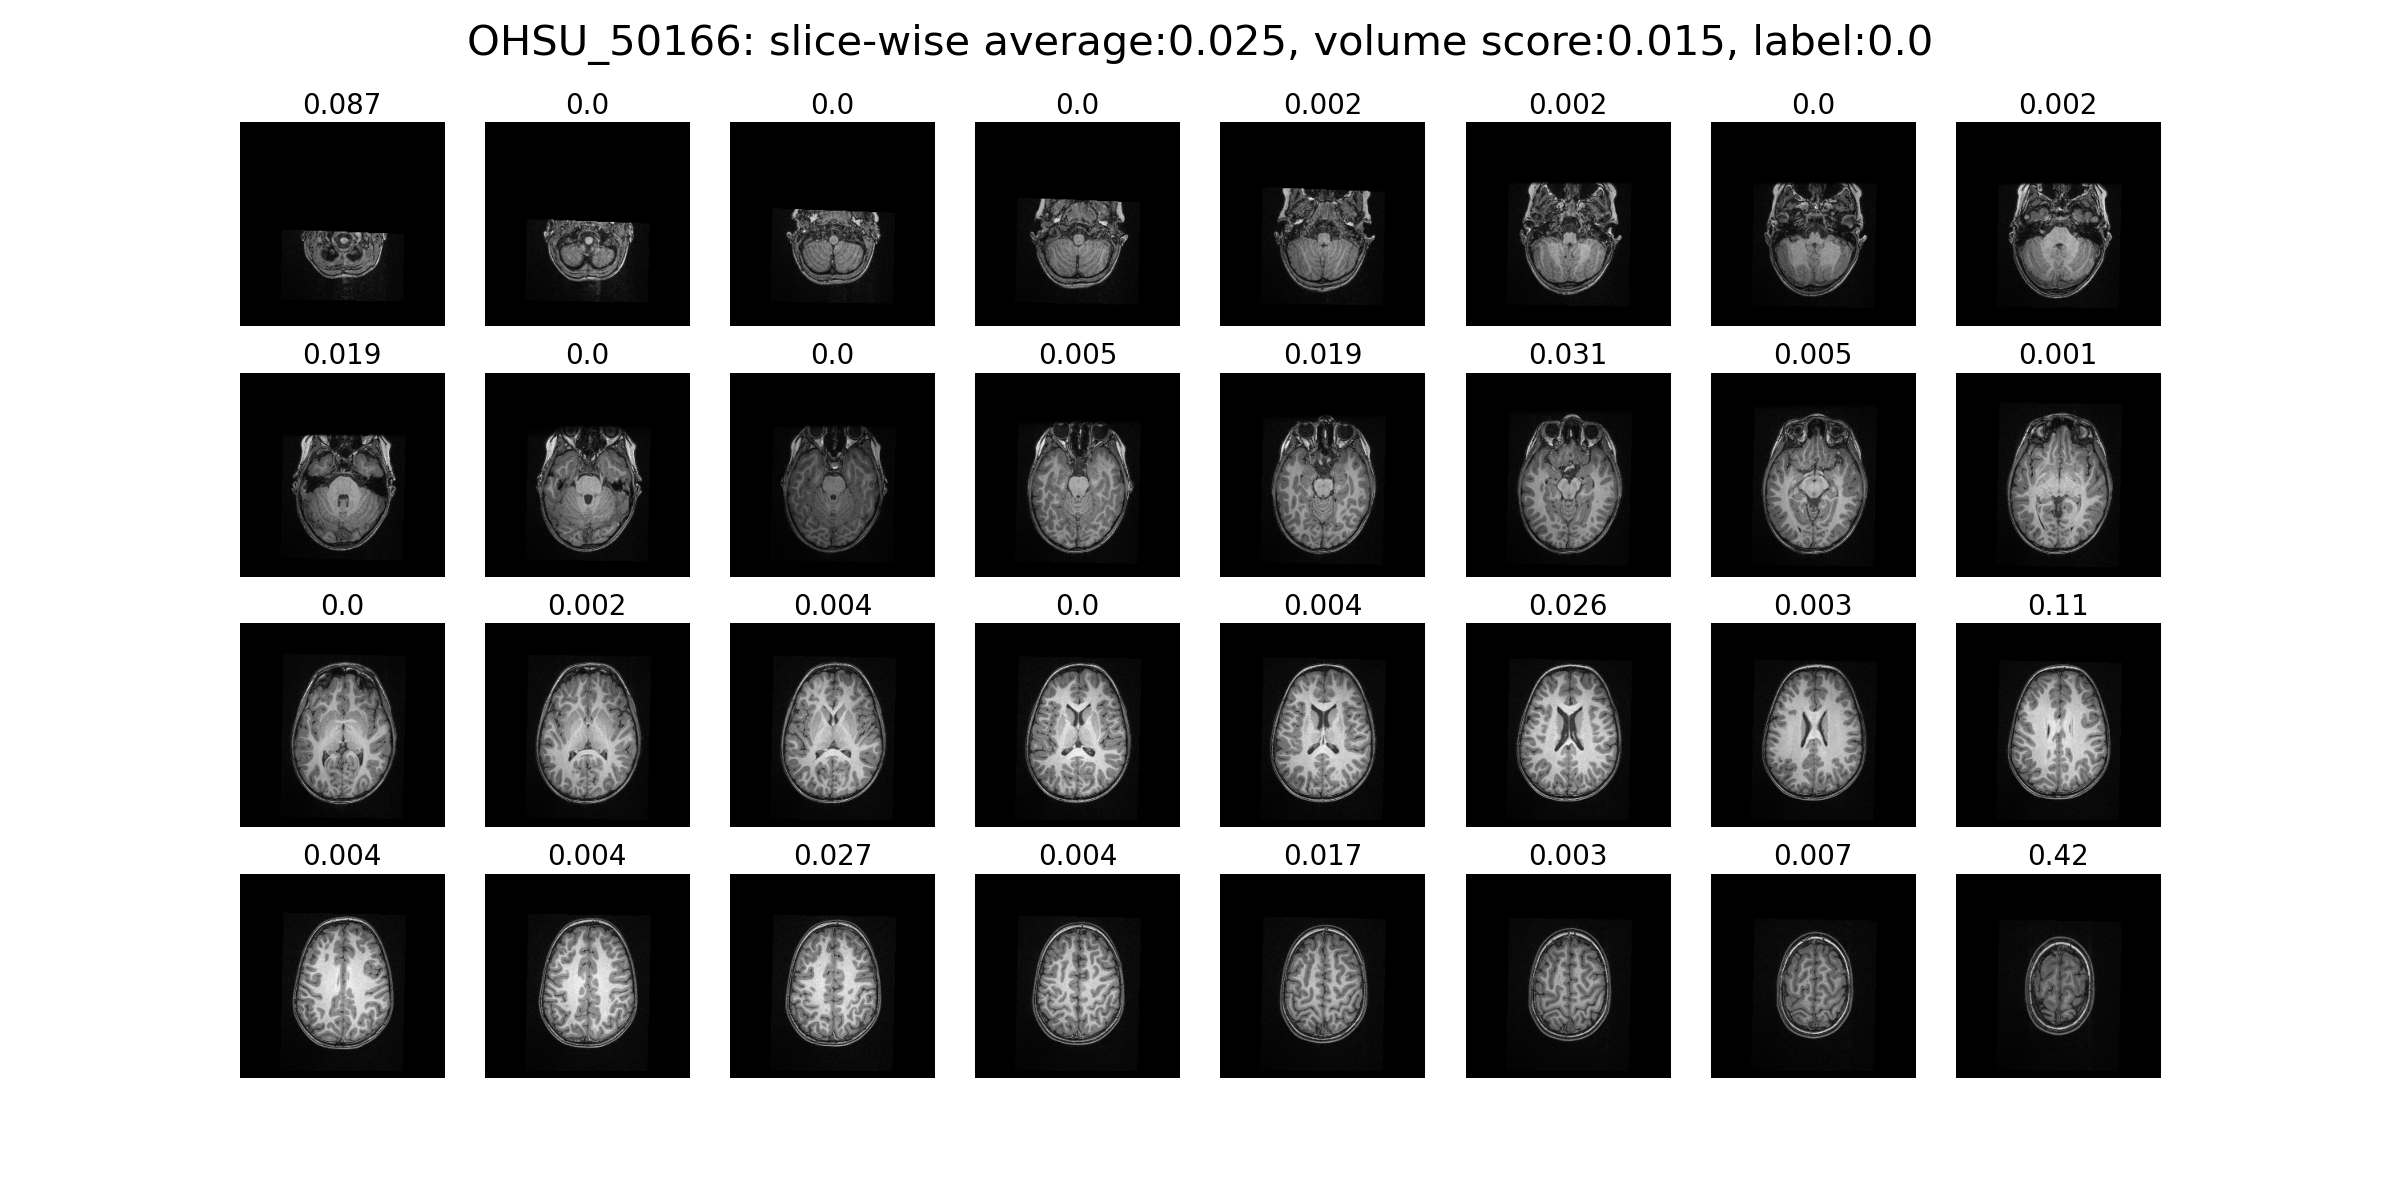 OHSU_50166: slice-wise average:0.025, volume score:0.015, label:0.0
0.087 0.0 0.0 0.0 0.002 0.002 0.0 0.002
0.019 0.0 0.0 0.005 0.019 0.031 0.005 0.001
0.0 0.002 0.004 0.0 0.004 0.026 0.003 0.11
0.004 0.004 0.027 0.004 0.017 0.003 0.007 0.42